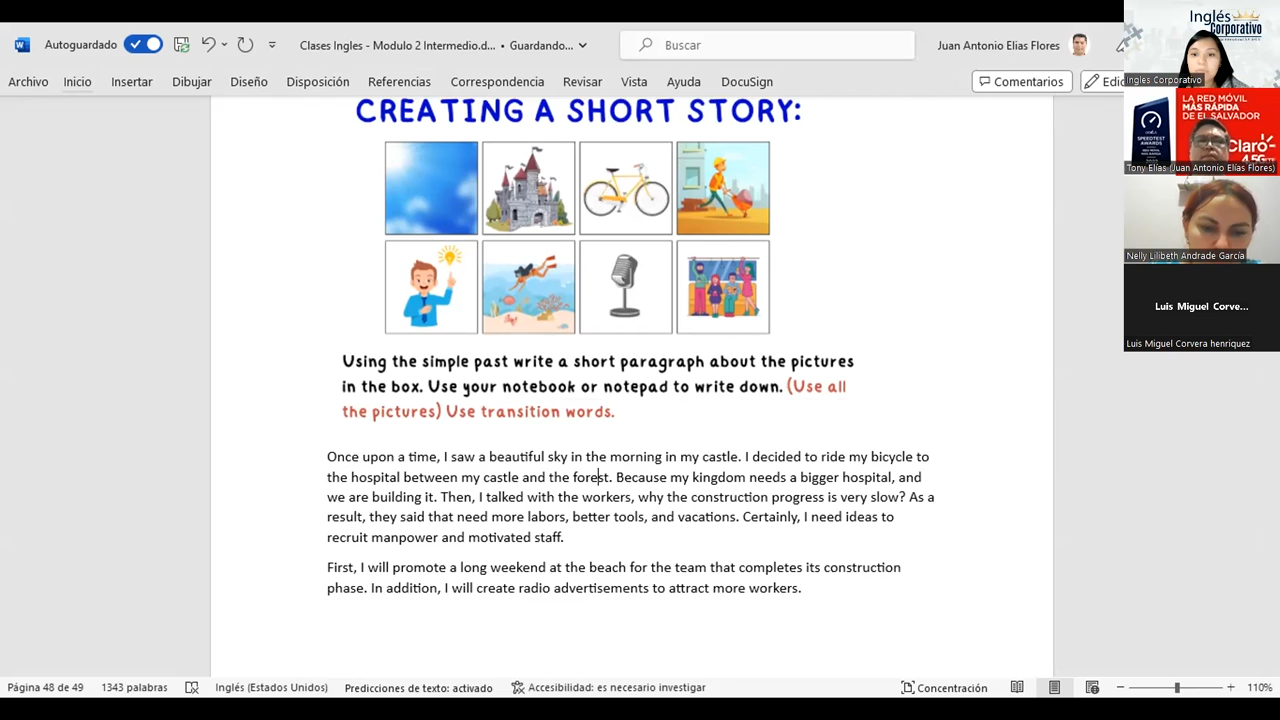 Autoguardado
Clases Ingles - Modulo 2 Intermedio.d... • Guardando...
Buscar
Juan Antonio Elias Flores
Archivo Inicio Insertar Dibujar Diseño Disposición Referencias Correspondencia Revisar Vista Ayuda DocuSign
Comentarios
CREATING A SHORT STORY:
Using the simple past write a short paragraph about the pictures
in the box. Use your notebook or notepad to write down. (Use all
the pictures) Use transition words.
Once upon a time, I saw a beautiful sky in the morning in my castle. I decided to ride my bicycle to
the hospital between my castle and the forest. Because my kingdom needs a bigger hospital, and
we are building it. Then, I talked with the workers, why the construction progress is very slow? As a
result, they said that need more labors, better tools, and vacations. Certainly, I need ideas to
recruit manpower and motivated staff.
First, I will promote a long weekend at the beach for the team that completes its construction
phase. In addition, I will create radio advertisements to attract more workers.
Página 48 de 49 1343 palabras Inglés (Estados Unidos) Predicciones de texto: activado Accesibilidad: es necesario investigar Concentración 110%
Inglés
Corporativo
Inglés Corporativo
LA RED MÓVIL
MÁS RÁPIDA
DE EL SALVADOR
SPEEDTEST
AWARDS
Claro
4.5G
Tony Elías (Juan Antonio Elías Flores)
Nelly Lilibeth Andrade García
Luis Miguel Corve...
Luis Miguel Corvera henriquez